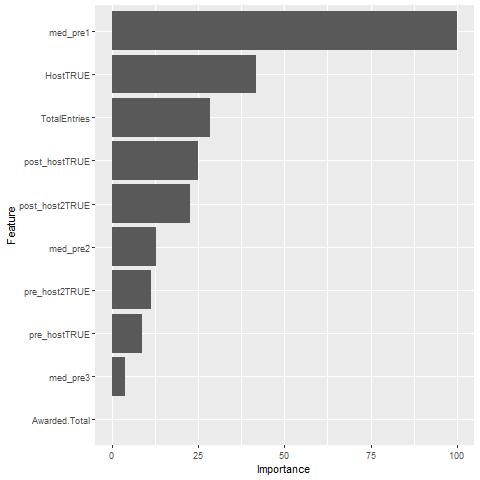 med_pre1
HostTRUE
TotalEntries
post_hostTRUE
post_host2TRUE
med_pre2
pre_host2TRUE
pre_hostTRUE
med_pre3
Awarded.Total
Feature
0 25 50 75 100
Importance